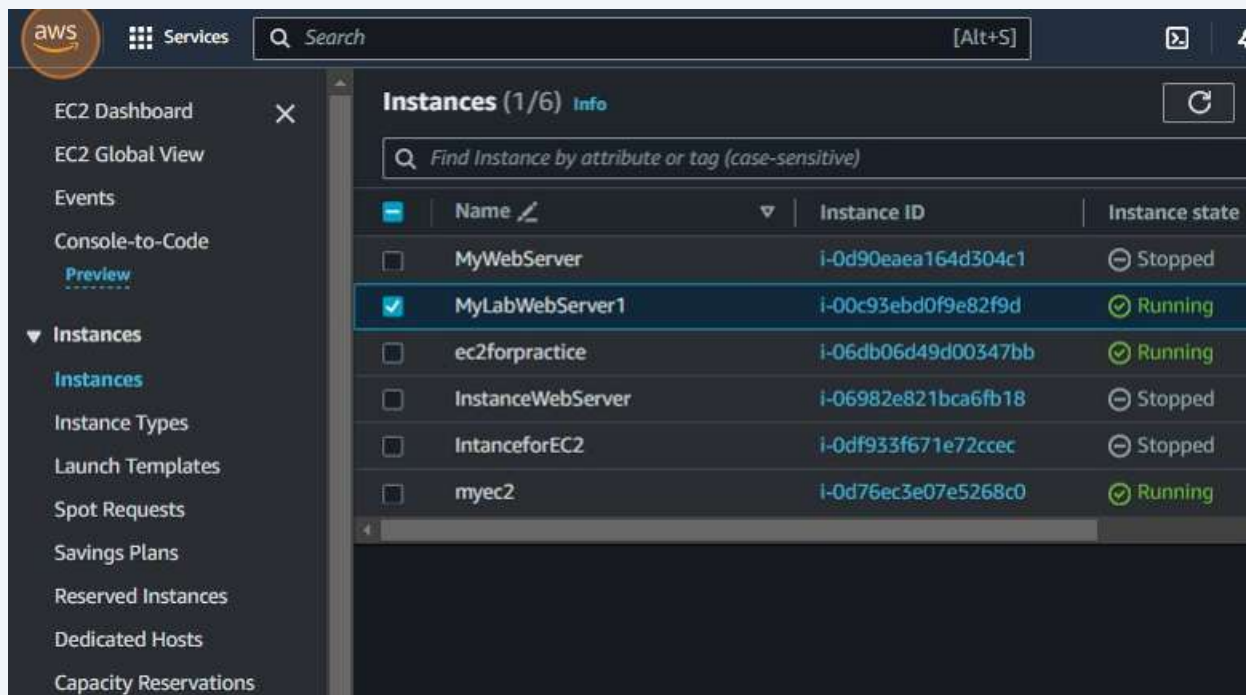 aws Services Search [Alt+S]
EC2 Dashboard
EC2 Global View
Events
Console-to-Code
Preview
Instances
Instances
Instance Types
Launch Templates
Spot Requests
Savings Plans
Reserved Instances
Dedicated Hosts
Capacity Reservations
Instances (1/6) Info
Find Instance by attribute or tag (case-sensitive)
Name Instance ID Instance state
MyWebServer i-0d90eaea164d304c1 Stopped
MyLabWebServer1 i-00c93ebd0f9e82f9d Running
ec2forpractice i-06db06d49d00347bb Running
InstanceWebServer i-06982e821bca6fb18 Stopped
IntanceforEC2 i-0df933f671e72ccec Stopped
myec2 i-0d76ec3e07e5268c0 Running